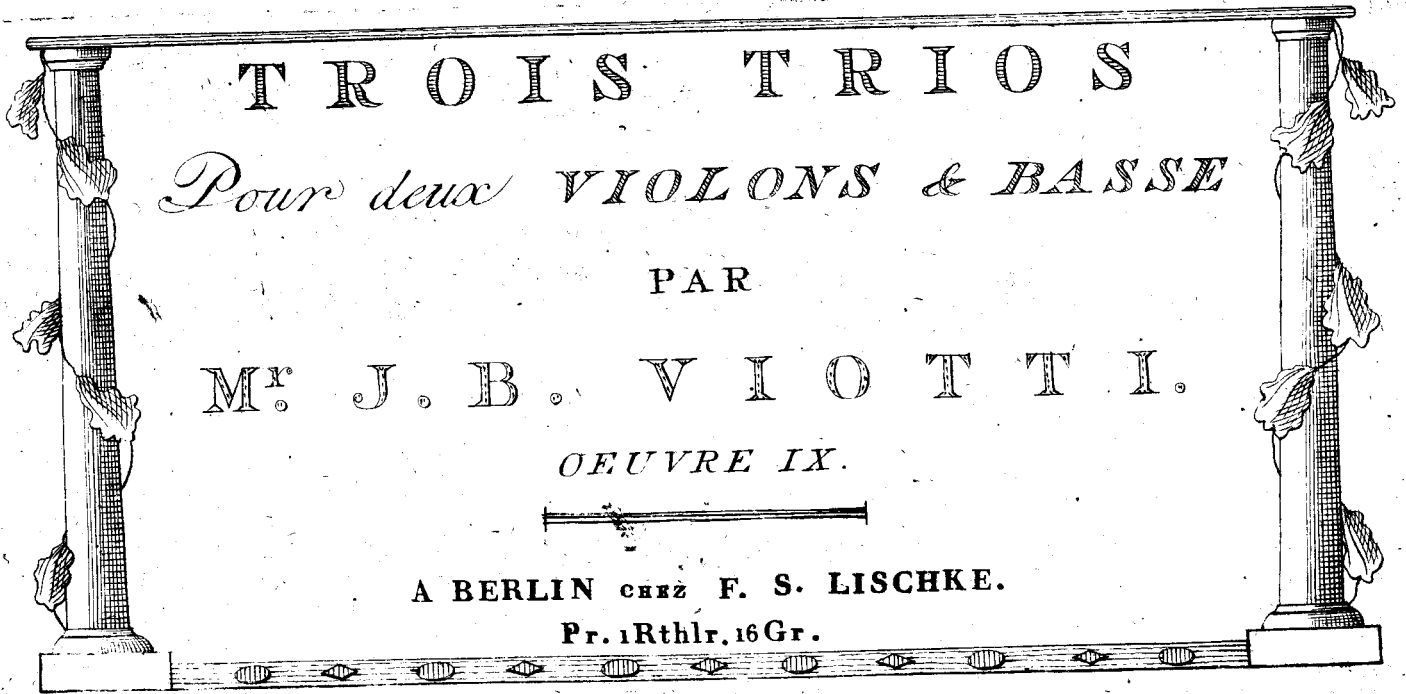 TROIS TRIOS
Pour deux VIOLONS & BASSE
PAR
Mr. J. B. VIOTTI.
OEUVRE IX.
A BERLIN CHEZ F. S. LISCHKE.
Pr. 1 Rthlr. 16 Gr.